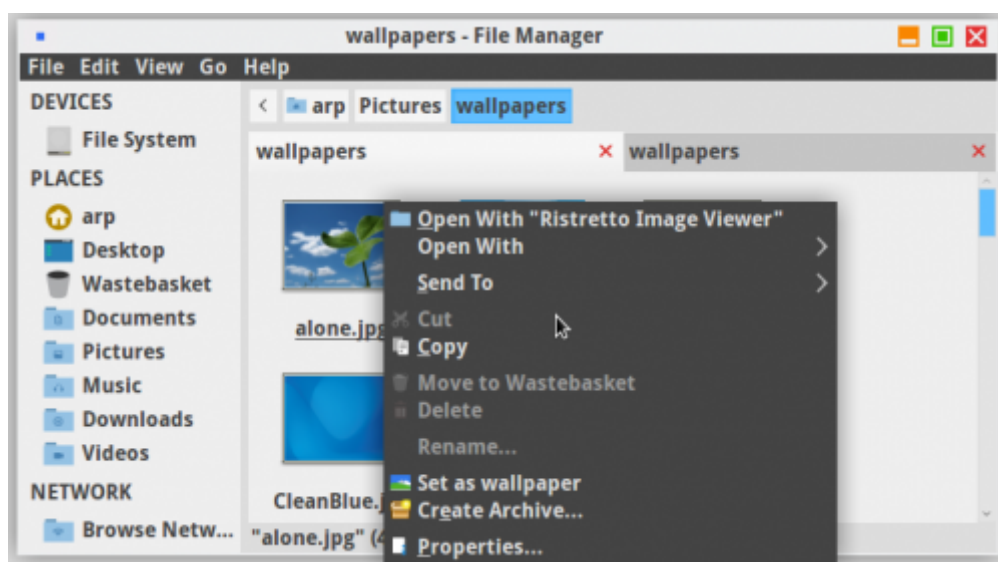 wallpapers - File Manager
File Edit View Go Help
DEVICES
File System
PLACES
arp
Desktop
Wastebasket
Documents
Pictures
Music
Downloads
Videos
NETWORK
Browse Netw...
< arp Pictures wallpapers
wallpapers × wallpapers ×
alone.jpg
CleanBlue.j
"alone.jpg" (4
Open With "Ristretto Image Viewer"
Open With
Send To
Cut
Copy
Move to Wastebasket
Delete
Rename...
Set as wallpaper
Create Archive...
Properties...